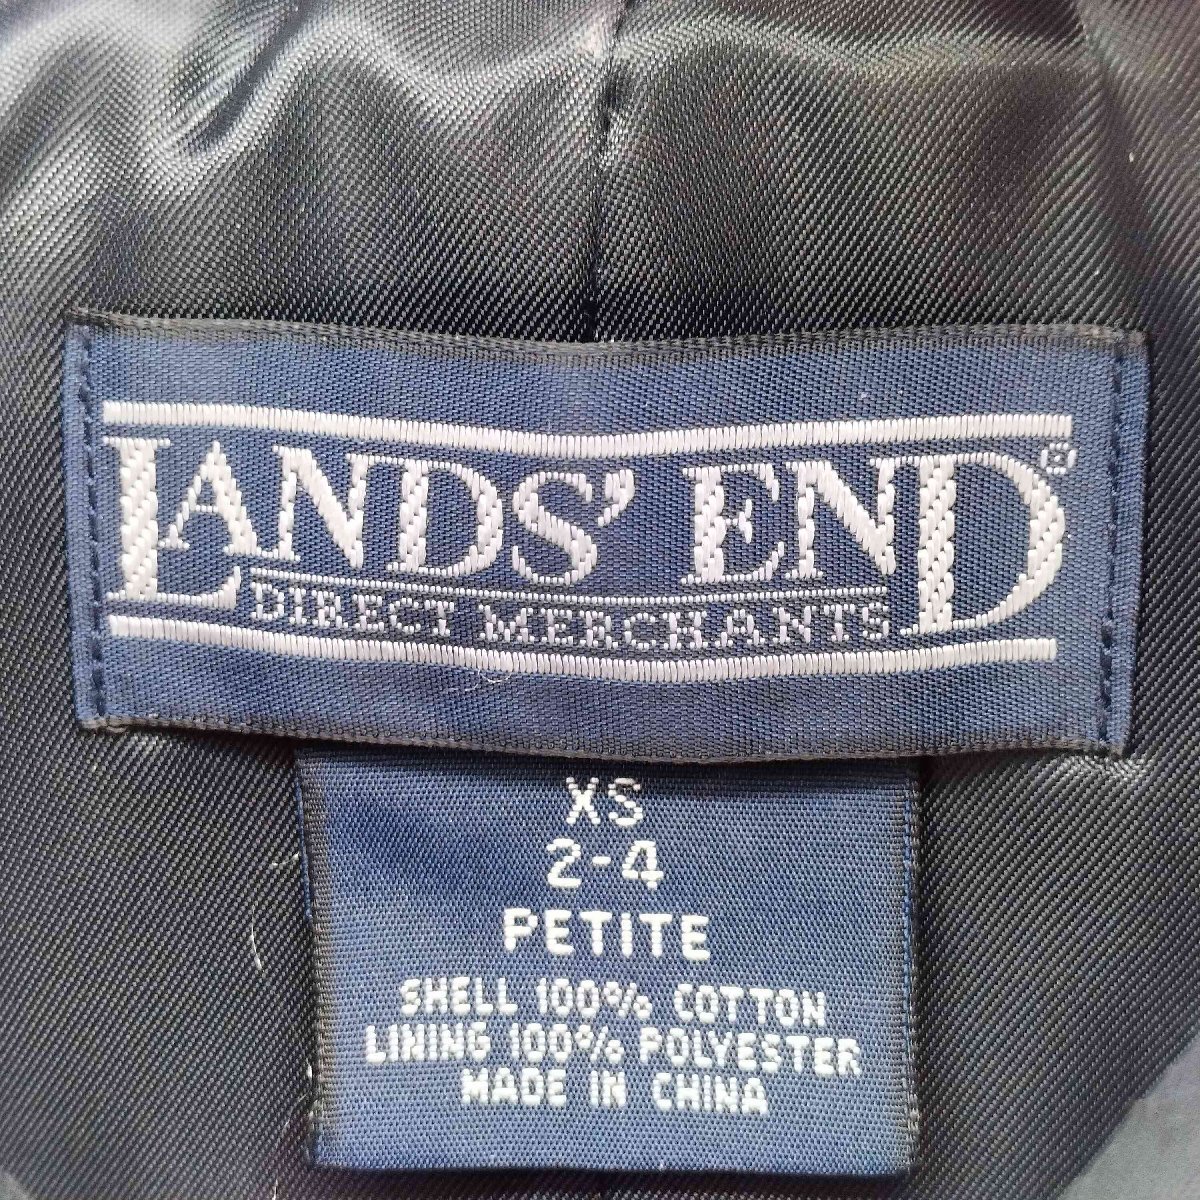 LANDS' END®
DIRECT MERCHANTS
XS
2-4
PETITE
SHELL 100% COTTON
LINING 100% POLYESTER
MADE IN CHINA